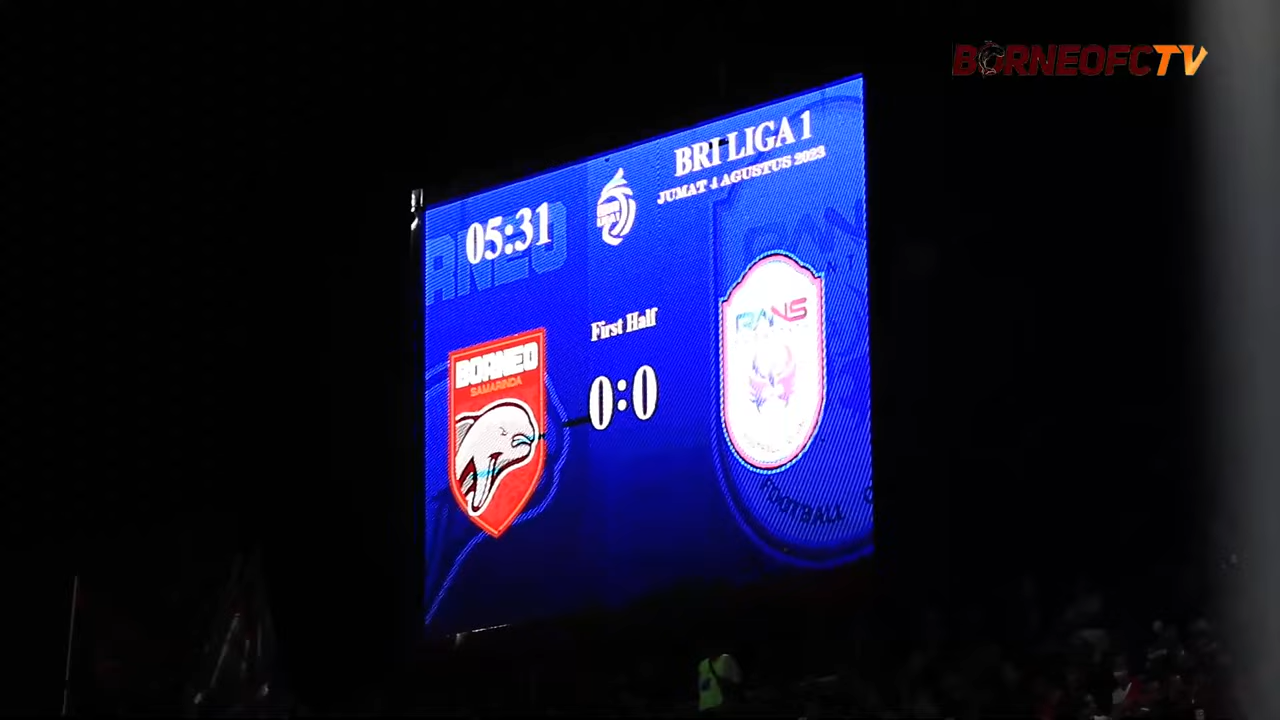 BORNEOFCTV
BRI LIGA 1
JUMAT 4 AGUSTUS 2023
05:31
First Half
0:0
BORNEO
SAMARINDA
RANS
FOOTBALL